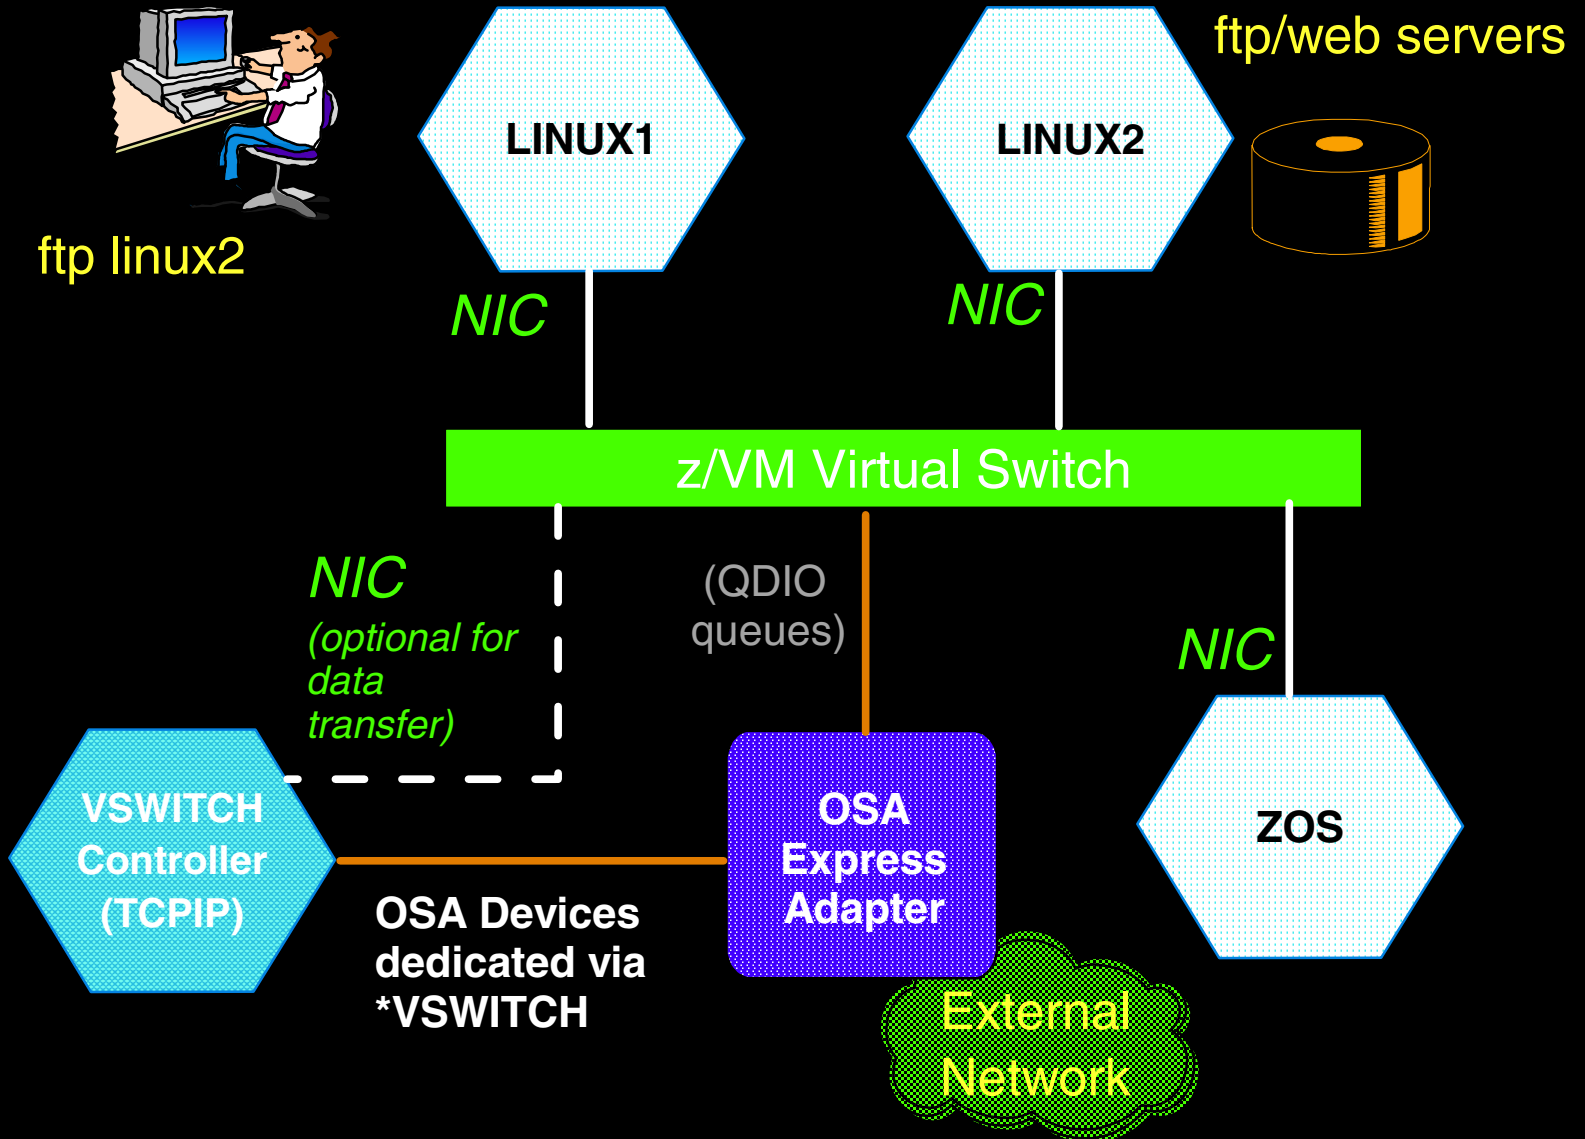 ftp/web servers
LINUX1
LINUX2
ftp linux2
NIC
NIC
z/VM Virtual Switch
NIC
(optional for
data
transfer)
(QDIO
queues)
NIC
VSWITCH
Controller
(TCPIP)
OSA
Express
Adapter
ZOS
OSA Devices
dedicated via
*VSWITCH
External
Network